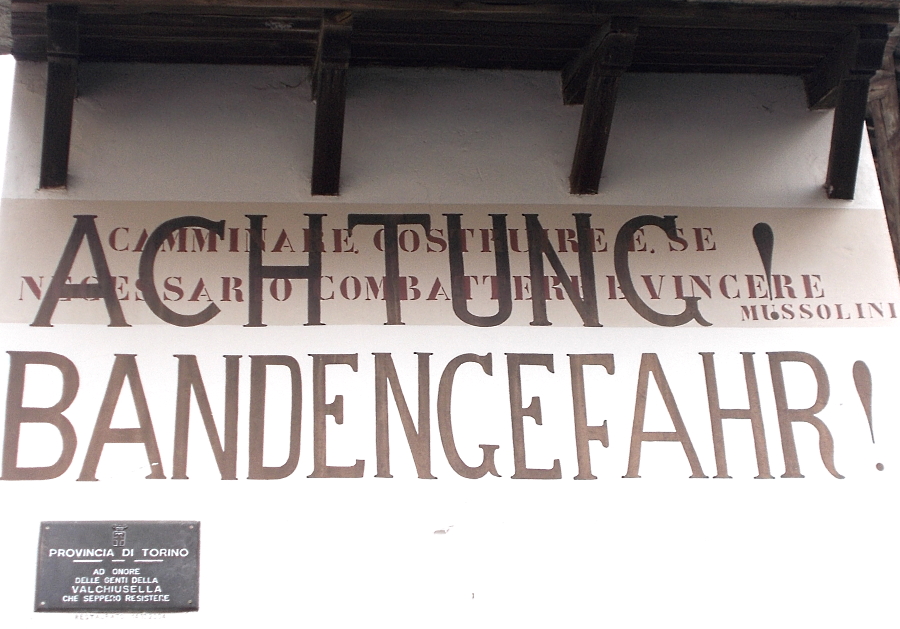 CAMMINARE. COSTRUIRE E. SE
NECESSARIO COMBATTERE E VINCERE
MUSSOLINI
ACHTUNG!
BANDENGEFAHR!
PROVINCIA DI TORINO
AD ONORE
DELLE GENTI DELLA
VALCHIUSELLA
CHE SEPPERO RESISTERE